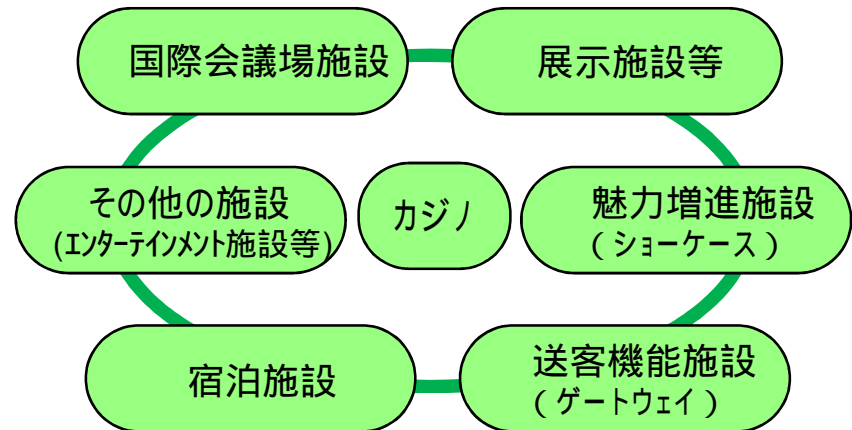 国際会議場施設
展示施設等
その他の施設
(エンターテインメント施設等)
カジノ
魅力増進施設
（ショーケース）
宿泊施設
送客機能施設
（ゲートウェイ）